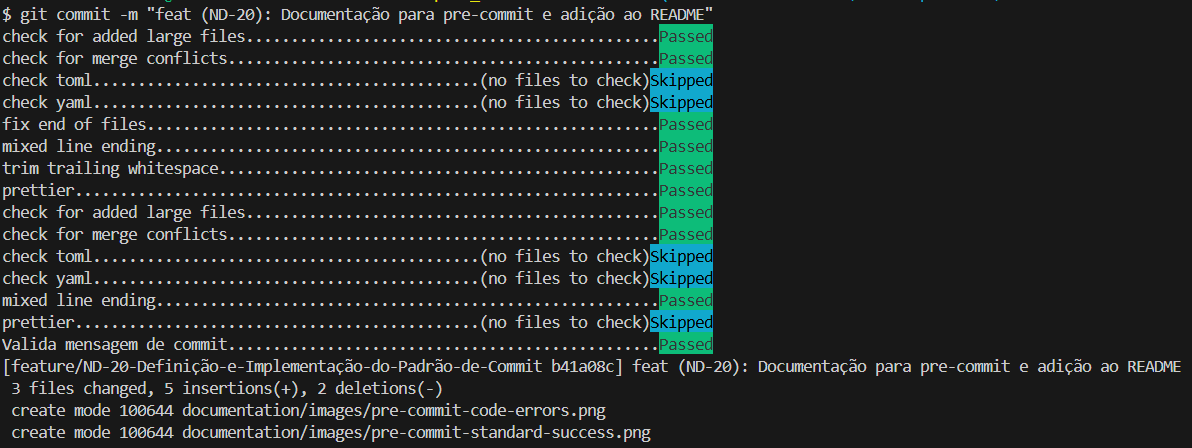 $ git commit -m "feat (ND-20): Documentação para pre-commit e adição ao README"
check for added large files..............................................Passed
check for merge conflicts................................................Passed
check toml...........................................(no files to check)Skipped
check yaml...........................................(no files to check)Skipped
fix end of files.........................................................Passed
mixed line ending........................................................Passed
trim trailing whitespace.................................................Passed
prettier.................................................................Passed
check for added large files..............................................Passed
check for merge conflicts................................................Passed
check toml...........................................(no files to check)Skipped
check yaml...........................................(no files to check)Skipped
mixed line ending........................................................Passed
prettier.............................................(no files to check)Skipped
Valida mensagem de commit................................................Passed
[feature/ND-20-Definição-e-Implementação-do-Padrão-de-Commit b41a08c] feat (ND-20): Documentação para pre-commit e adição ao README
 3 files changed, 5 insertions(+), 2 deletions(-)
 create mode 100644 documentation/images/pre-commit-code-errors.png
 create mode 100644 documentation/images/pre-commit-standard-success.png